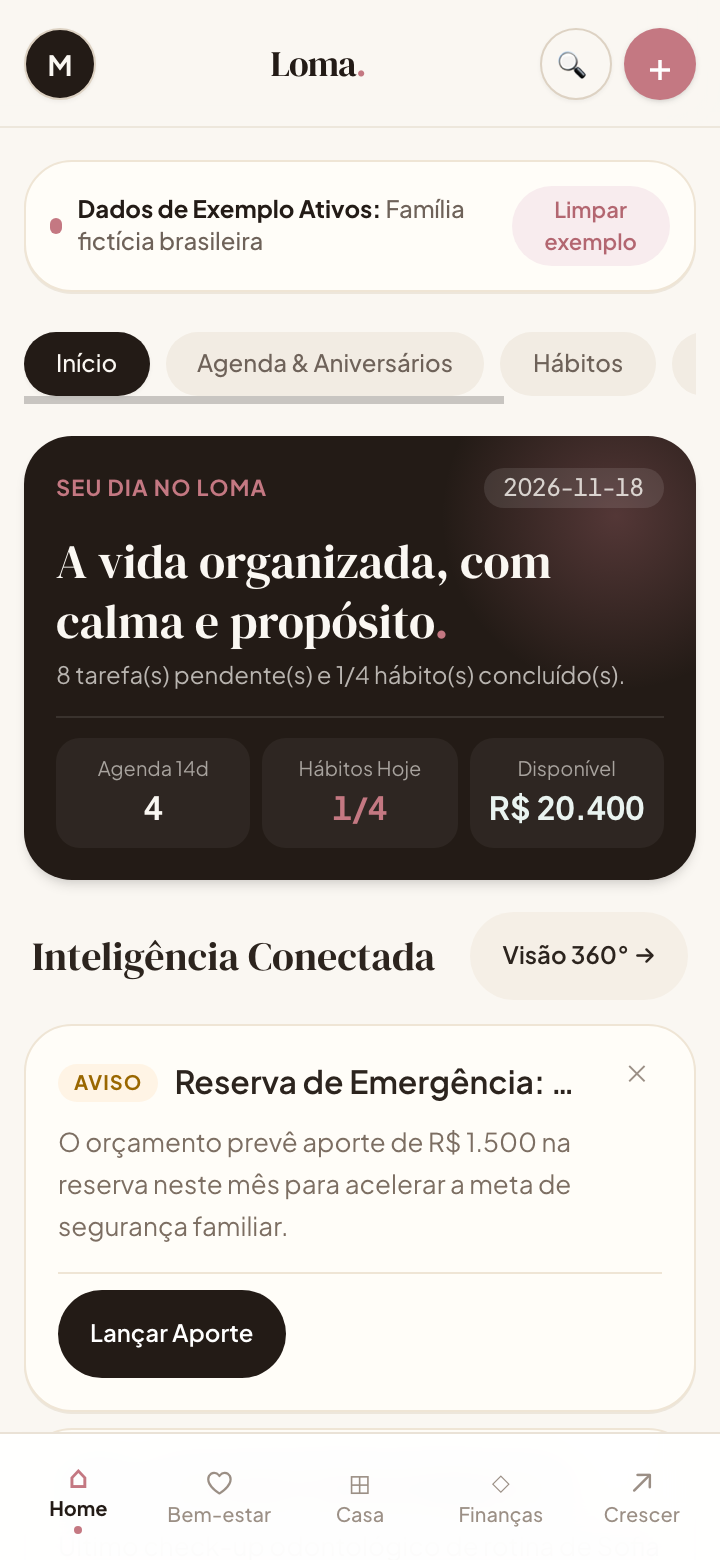 M
Loma.
+
Dados de Exemplo Ativos: Família
fictícia brasileira
Limpar
exemplo
Início
Agenda & Aniversários
Hábitos
SEU DIA NO LOMA
2026-11-18
A vida organizada, com
calma e propósito.
8 tarefa(s) pendente(s) e 1/4 hábito(s) concluído(s).
Agenda 14d
4
Hábitos Hoje
1/4
Disponível
R$ 20.400
Inteligência Conectada
Visão 360° →
AVISO
Reserva de Emergência: ...
O orçamento prevê aporte de R$ 1.500 na
reserva neste mês para acelerar a meta de
segurança familiar.
Lançar Aporte
Home
Bem-estar
Casa
Finanças
Crescer